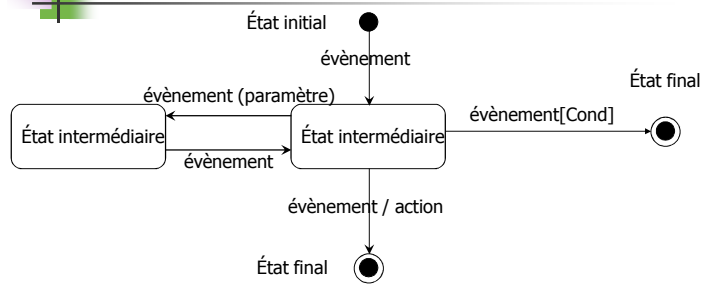 État initial
évènement
État final
évènement (paramètre)
évènement[Cond]
État intermédiaire
État intermédiaire
évènement
évènement / action
État final